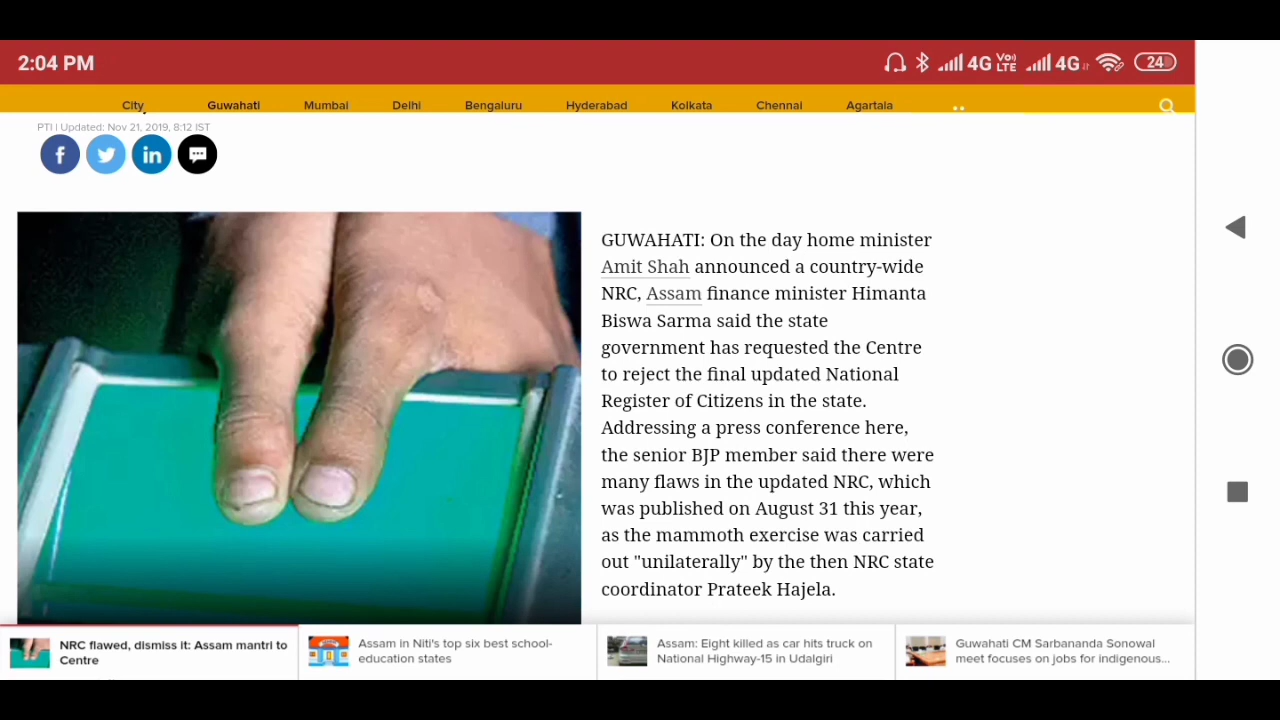 2:04 PM
4G Vo) LTE 4G 24
City Guwahati Mumbai Delhi Bengaluru Hyderabad Kolkata Chennai Agartala
PTI | Updated: Nov 21, 2019, 8:12 IST
GUWAHATI: On the day home minister
Amit Shah announced a country-wide
NRC, Assam finance minister Himanta
Biswa Sarma said the state
government has requested the Centre
to reject the final updated National
Register of Citizens in the state.
Addressing a press conference here,
the senior BJP member said there were
many flaws in the updated NRC, which
was published on August 31 this year,
as the mammoth exercise was carried
out "unilaterally" by the then NRC state
coordinator Prateek Hajela.
NRC flawed, dismiss it: Assam mantri to
Centre
Assam in Niti's top six best school-
education states
Assam: Eight killed as car hits truck on
National Highway-15 in Udalgiri
Guwahati CM Sarbananda Sonowal
meet focuses on jobs for indigenous...